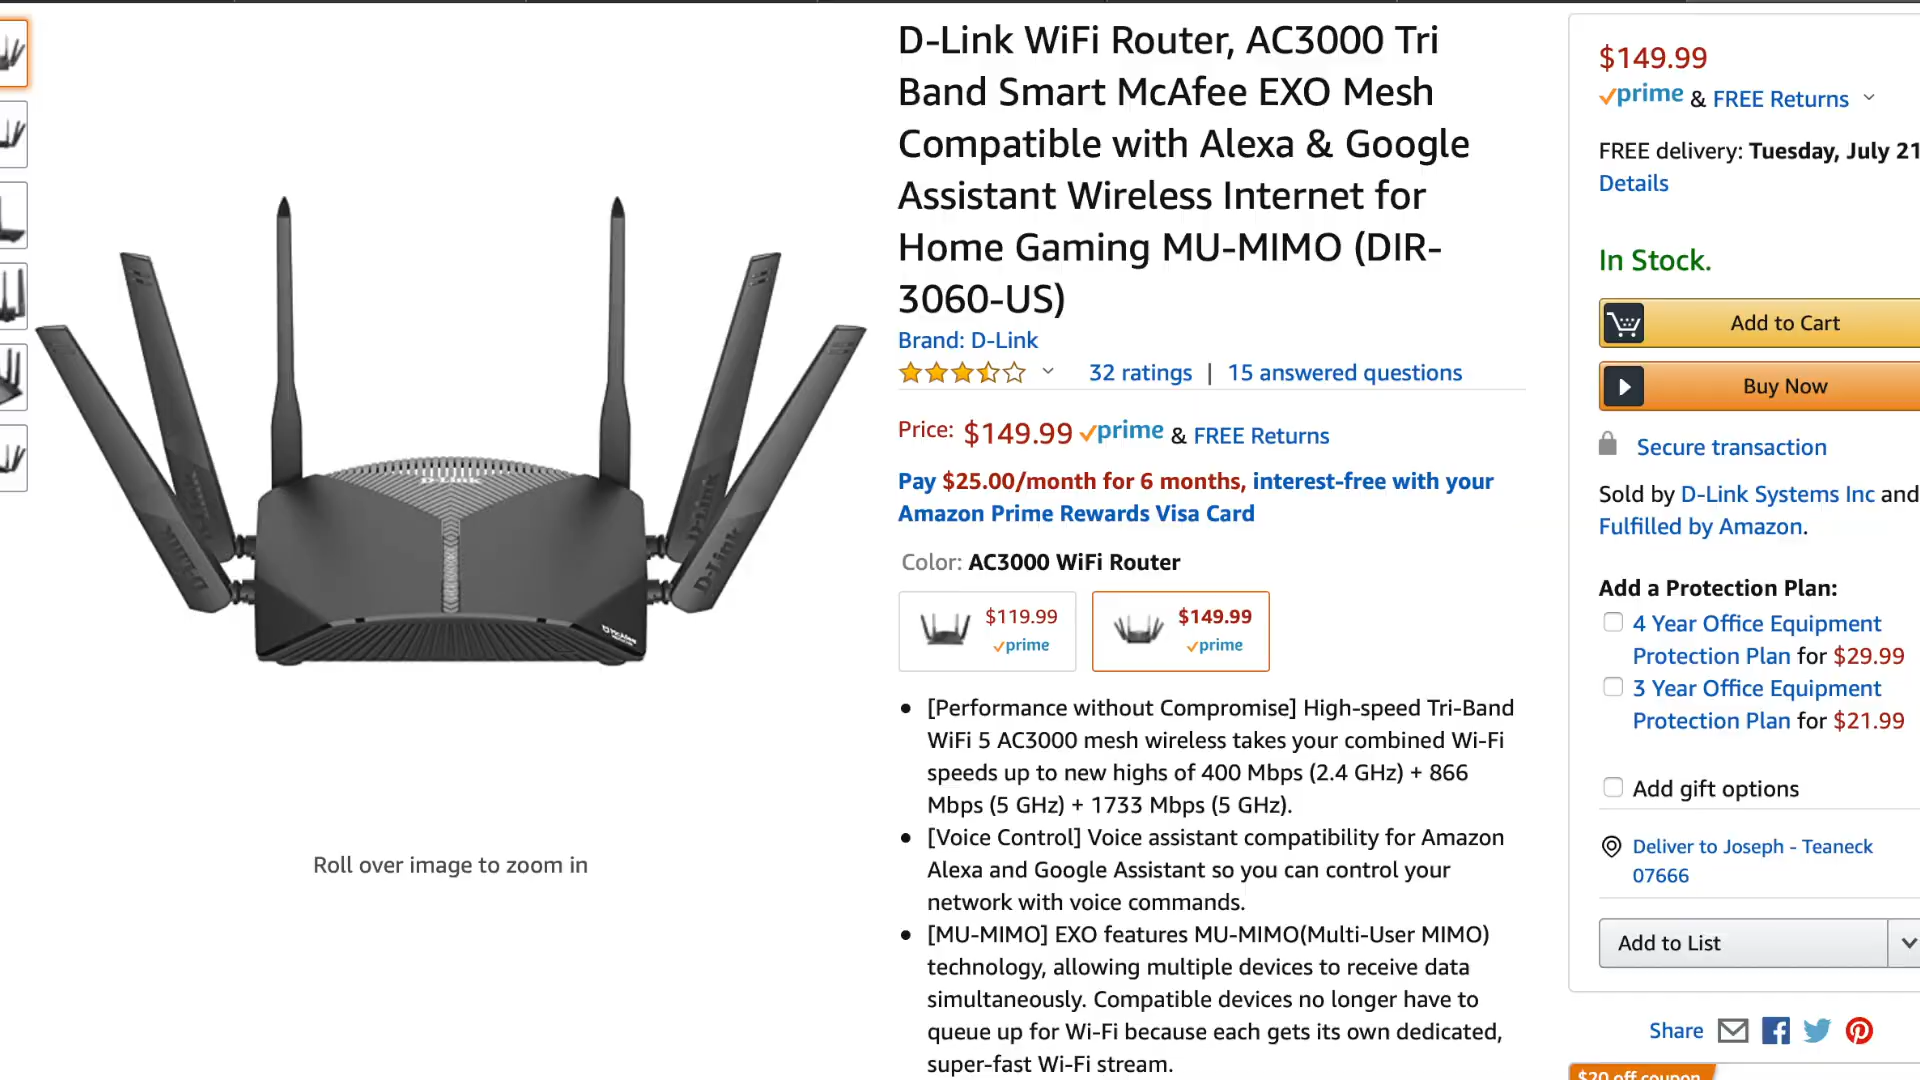 D-Link WiFi Router, AC3000 Tri
Band Smart McAfee EXO Mesh
Compatible with Alexa & Google
Assistant Wireless Internet for
Home Gaming MU-MIMO (DIR-
3060-US)
Brand: D-Link
32 ratings | 15 answered questions
Price: $149.99 prime & FREE Returns
Pay $25.00/month for 6 months, interest-free with your
Amazon Prime Rewards Visa Card
Color: AC3000 WiFi Router
$119.99
prime
$149.99
prime
[Performance without Compromise] High-speed Tri-Band
WiFi 5 AC3000 mesh wireless takes your combined Wi-Fi
speeds up to new highs of 400 Mbps (2.4 GHz) + 866
Mbps (5 GHz) + 1733 Mbps (5 GHz).
[Voice Control] Voice assistant compatibility for Amazon
Alexa and Google Assistant so you can control your
network with voice commands.
[MU-MIMO] EXO features MU-MIMO(Multi-User MIMO)
technology, allowing multiple devices to receive data
simultaneously. Compatible devices no longer have to
queue up for Wi-Fi because each gets its own dedicated,
super-fast Wi-Fi stream.
D-Link
D-Link
D-Link
D-Link
D-Link
McAfee
Roll over image to zoom in
$149.99
prime & FREE Returns
FREE delivery: Tuesday, July 21
Details
In Stock.
Add to Cart
Buy Now
Secure transaction
Sold by D-Link Systems Inc and
Fulfilled by Amazon.
Add a Protection Plan:
4 Year Office Equipment
Protection Plan for $29.99
3 Year Office Equipment
Protection Plan for $21.99
Add gift options
Deliver to Joseph - Teaneck
07666
Add to List
Share
$20 off coupon